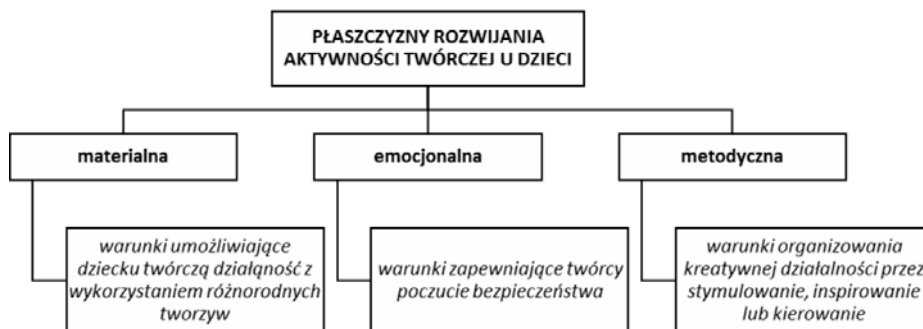 PŁASZCZYZNY ROZWIJANIA
AKTYWNOŚCI TWÓRCZEJ U DZIECI
materialna
emocjonalna
metodyczna
warunki umożliwiające
dziecku twórczą działąność z
wykorzystaniem różnorodnych
tworzyw
warunki zapewniające twórcy
poczucie bezpieczeństwa
warunki organizowania
kreatywnej działalności przez
stymulowanie, inspirowanie
lub kierowanie